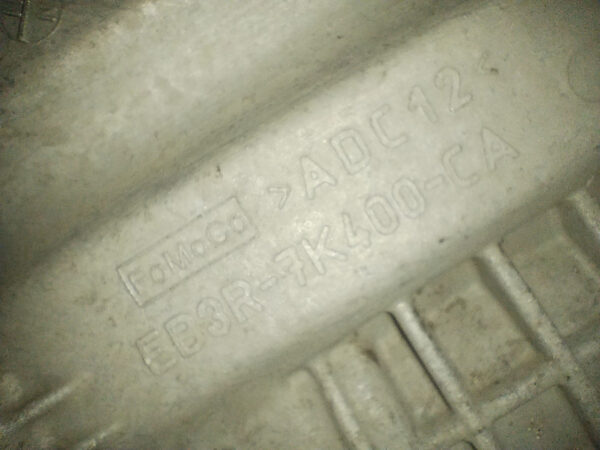 >ADC12<
FoMoCo
EB3R-7K400-CA